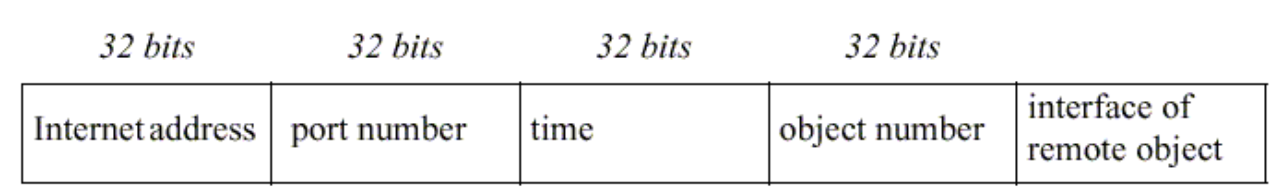 32 bits 32 bits 32 bits 32 bits
Internet address port number time object number interface of
remote object